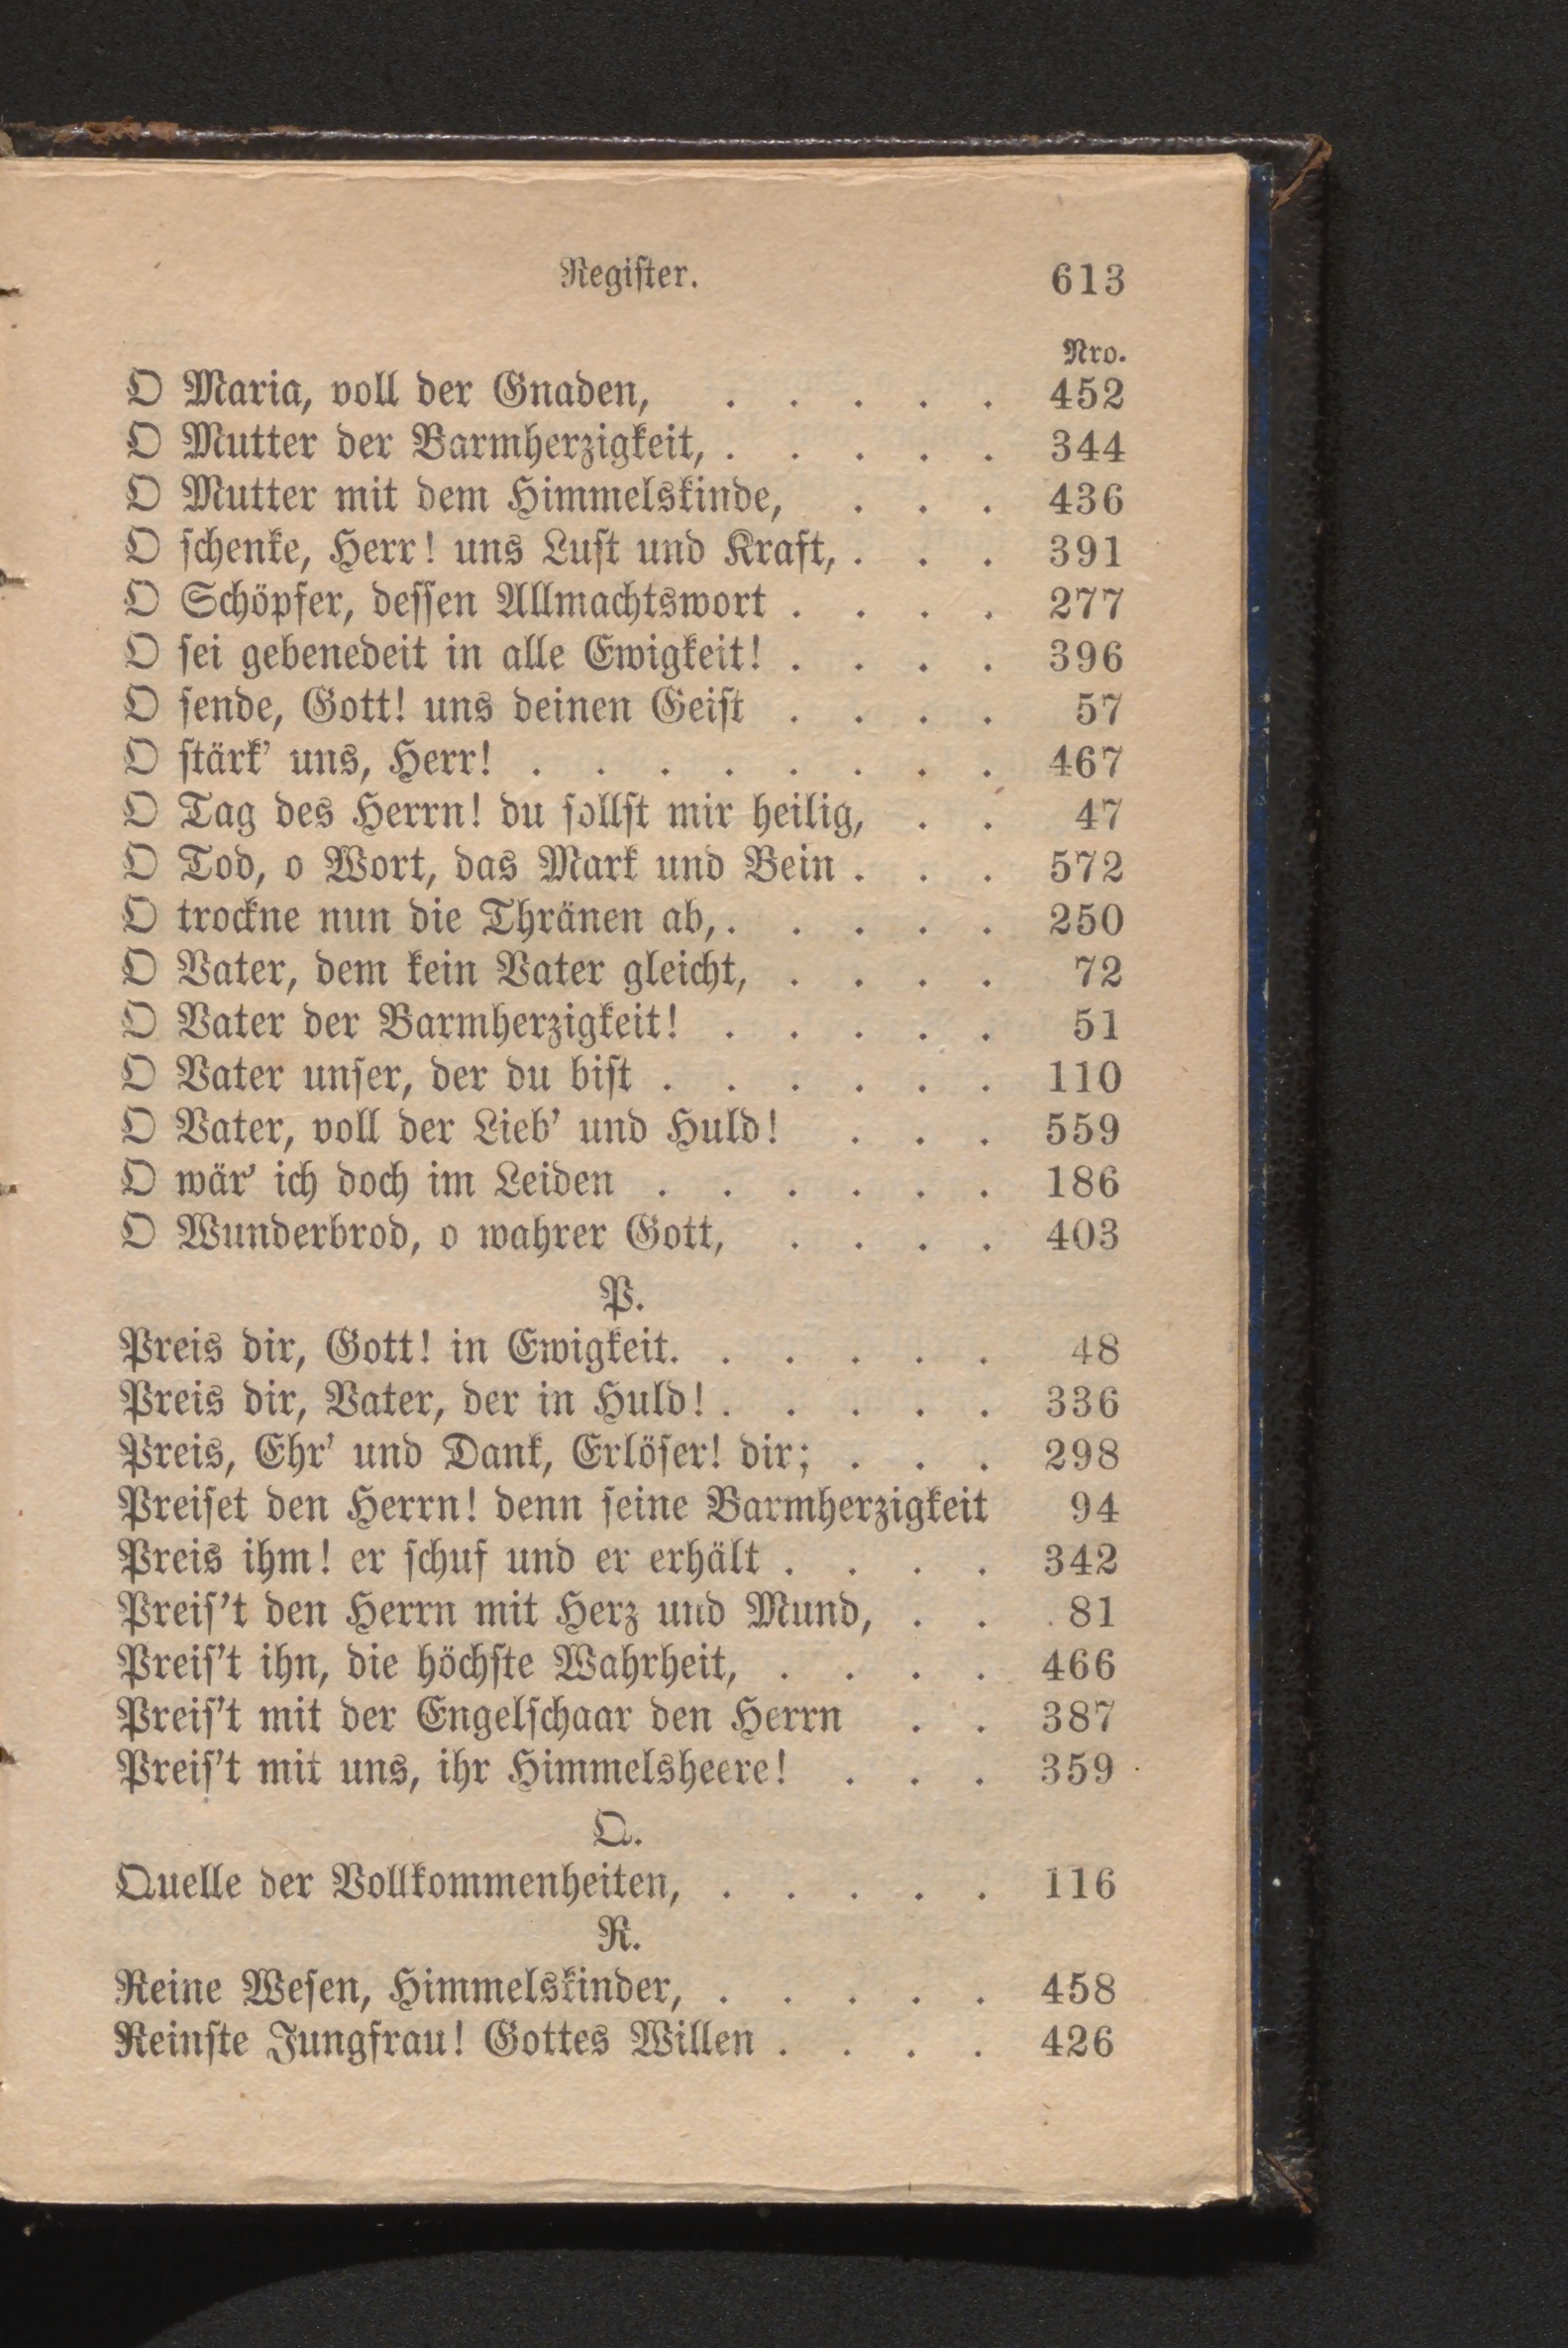 Regiſter. 613
Nro.
O Maria, voll der Gnaden, . . . . . 452
O Mutter der Barmherzigkeit, . . . . . 344
O Mutter mit dem Himmelskinde, . . . 436
O ſchenke, Herr! uns Luſt und Kraft, . . . 391
O Schöpfer, deſſen Allmachtswort . . . . 277
O ſei gebenedeit in alle Ewigkeit! . . . . 396
O ſende, Gott! uns deinen Geiſt . . . . 57
O ſtärk’ uns, Herr! . . . . . . . . 467
O Tag des Herrn! du ſollſt mir heilig, . . 47
O Tod, o Wort, das Mark und Bein . . . 572
O trockne nun die Thränen ab, . . . . . 250
O Vater, dem kein Vater gleicht, . . . . 72
O Vater der Barmherzigkeit! . . . . . 51
O Vater unſer, der du biſt . . . . . . 110
O Vater, voll der Lieb’ und Huld! . . . 559
O wär’ ich doch im Leiden . . . . . . 186
O Wunderbrod, o wahrer Gott, . . . . 403
P.
Preis dir, Gott! in Ewigkeit. . . . . . 48
Preis dir, Vater, der in Huld! . . . . . 336
Preis, Ehr’ und Dank, Erlöſer! dir; . . . 298
Preiſet den Herrn! denn ſeine Barmherzigkeit 94
Preis ihm! er ſchuf und er erhält . . . . 342
Preiſ’t den Herrn mit Herz und Mund, . . 81
Preiſ’t ihn, die höchſte Wahrheit, . . . . 466
Preiſ’t mit der Engelſchaar den Herrn . . 387
Preiſ’t mit uns, ihr Himmelsheere! . . . 359
Q.
Quelle der Vollkommenheiten, . . . . . 116
R.
Reine Weſen, Himmelskinder, . . . . . 458
Reinſte Jungfrau! Gottes Willen . . . . 426